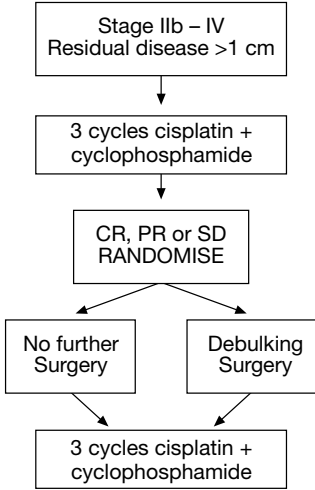 Stage IIb – IV
Residual disease >1 cm
3 cycles cisplatin +
cyclophosphamide
CR, PR or SD
RANDOMISE
No further
Surgery
Debulking
Surgery
3 cycles cisplatin +
cyclophosphamide